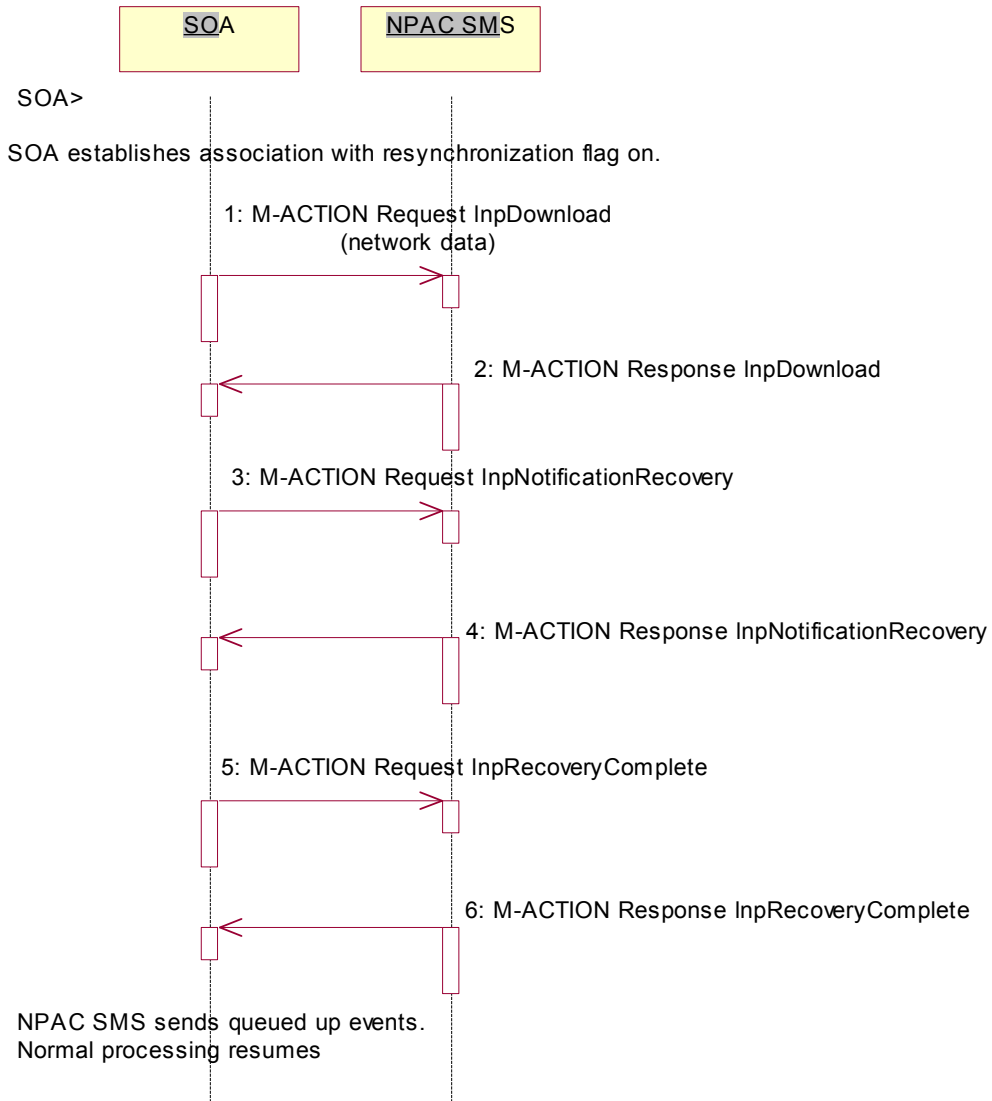 SOA
NPAC SMS
SOA>
SOA establishes association with resynchronization flag on.
1: M-ACTION Request lnpDownload
(network data)
2: M-ACTION Response lnpDownload
3: M-ACTION Request lnpNotificationRecovery
4: M-ACTION Response lnpNotificationRecovery
5: M-ACTION Request lnpRecoveryComplete
6: M-ACTION Response lnpRecoveryComplete
NPAC SMS sends queued up events.
Normal processing resumes